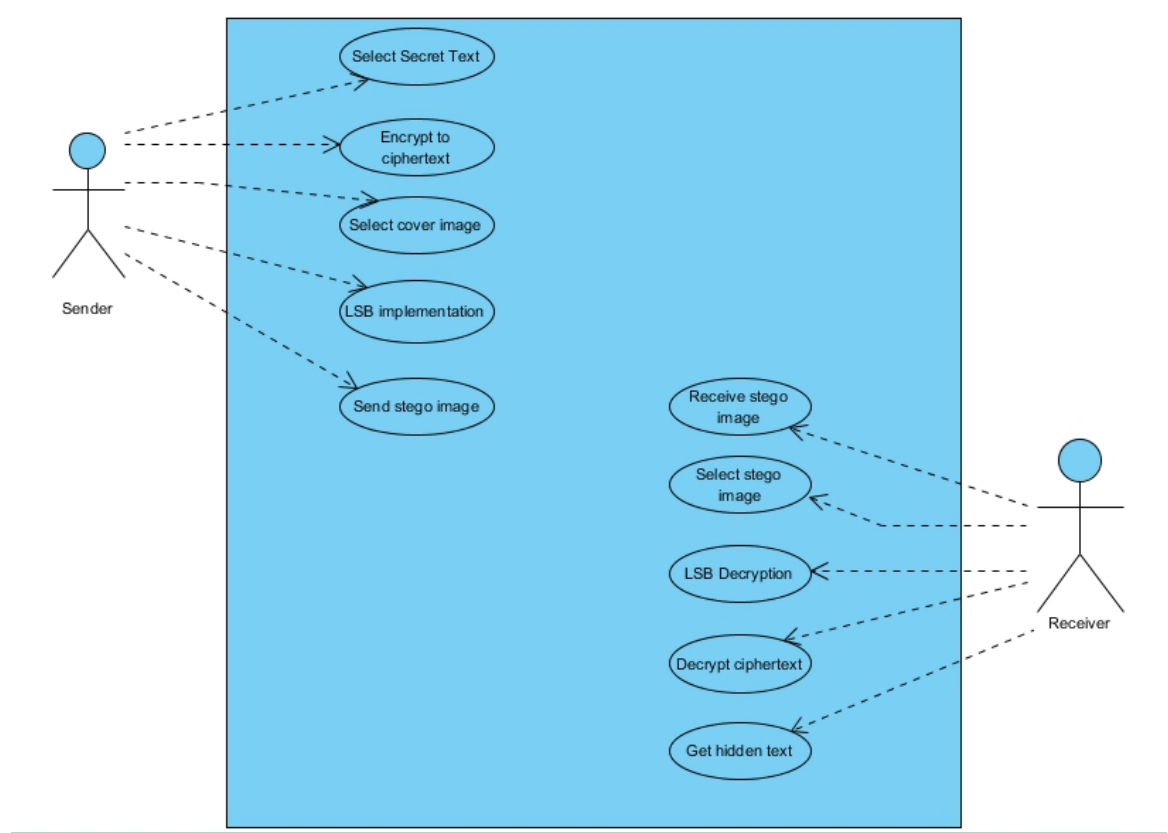 Select Secret Text
Encrypt to
ciphertext
Select cover image
LSB implementation
Send stego image
Sender
Receive stego
image
Select stego
image
LSB Decryption
Decrypt ciphertext
Get hidden text
Receiver